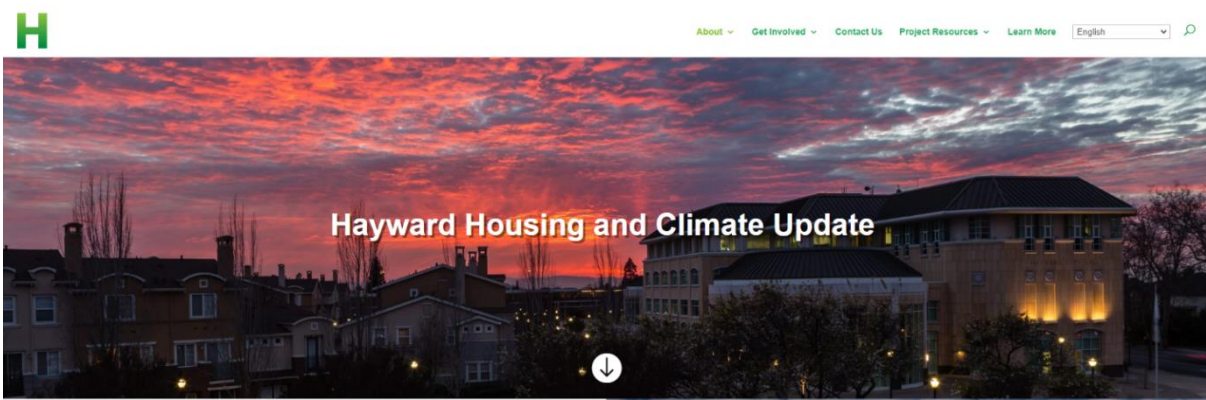 H
About Get Involved Contact Us Project Resources Learn More English
Hayward Housing and Climate Update